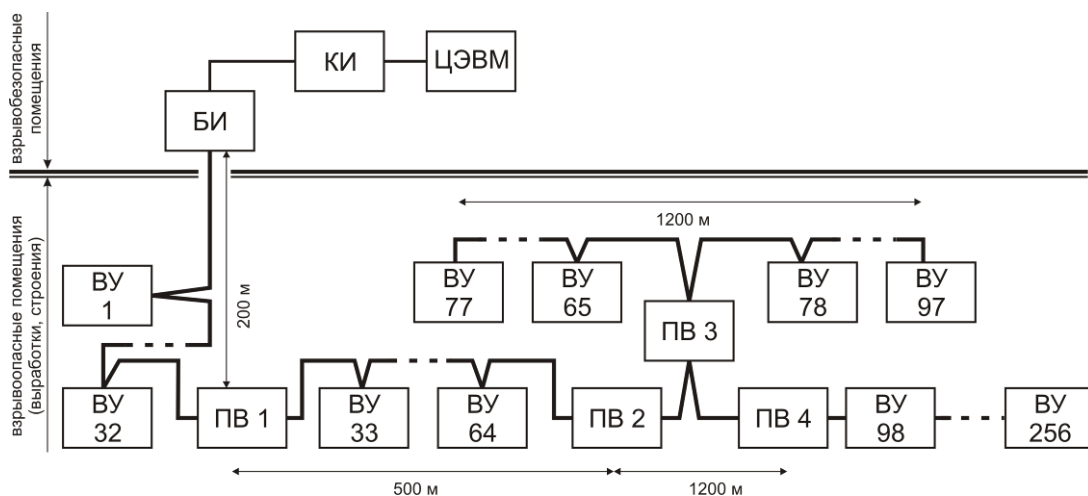 взрывобезопасные
помещения
КИ
ЦЭВМ
БИ
взрывоопасные помещения
(выработки, строения)
200 м
1200 м
ВУ
1
ВУ
77
ВУ
65
ВУ
78
ВУ
97
ПВ 3
ВУ
32
ПВ 1
ВУ
33
ВУ
64
ПВ 2
ПВ 4
ВУ
98
ВУ
256
500 м
1200 м